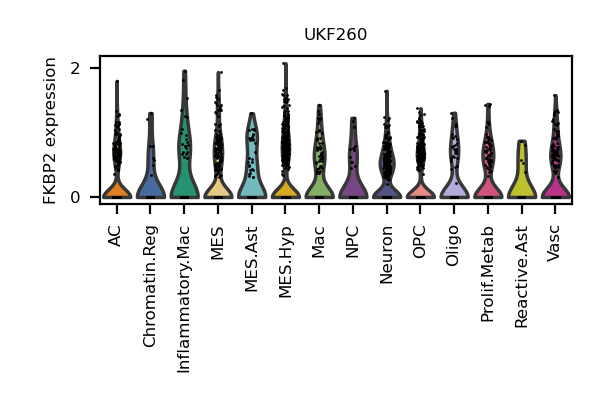 UKF260
FKBP2 expression
2
0
AC
Chromatin.Reg
Inflammatory.Mac
MES
MES.Ast
MES.Hyp
Mac
NPC
Neuron
OPC
Oligo
Prolif.Metab
Reactive.Ast
Vasc